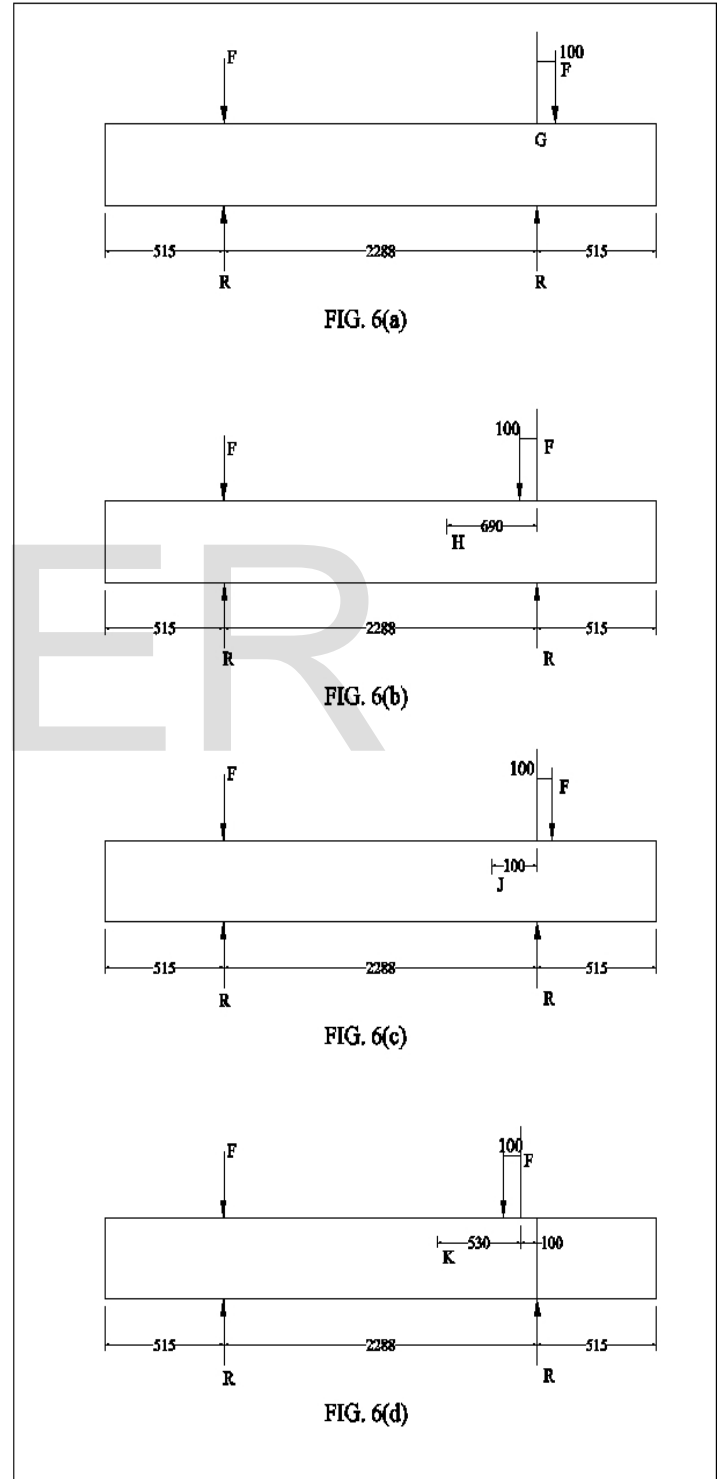 100
F F
G
515 2288 515
R R
FIG. 6(a)
100
F F
690
H
515 2288 515
R R
FIG. 6(b)
100
F F
100
J
515 2288 515
R R
FIG. 6(c)
100
F F
530 100
K
515 2288 515
R R
FIG. 6(d)
ER